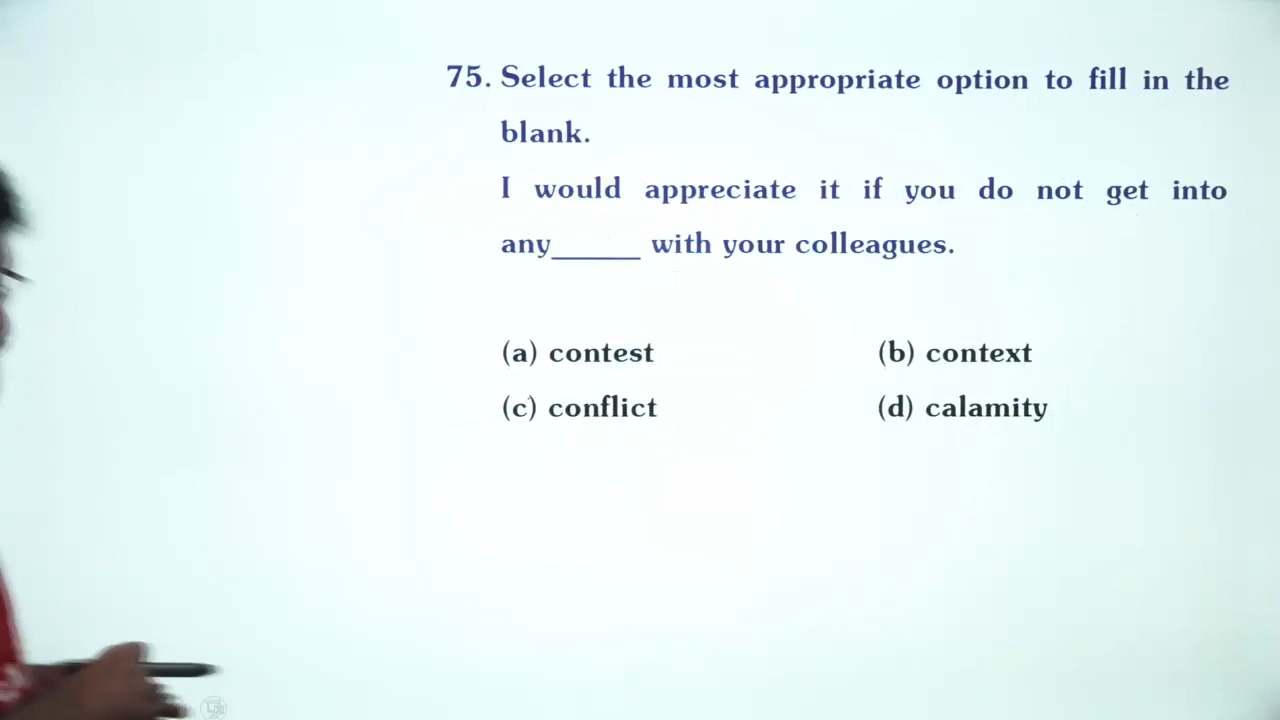 75. Select the most appropriate option to fill in the
blank.
I would appreciate it if you do not get into
any______ with your colleagues.
(a) contest (b) context
(c) conflict (d) calamity